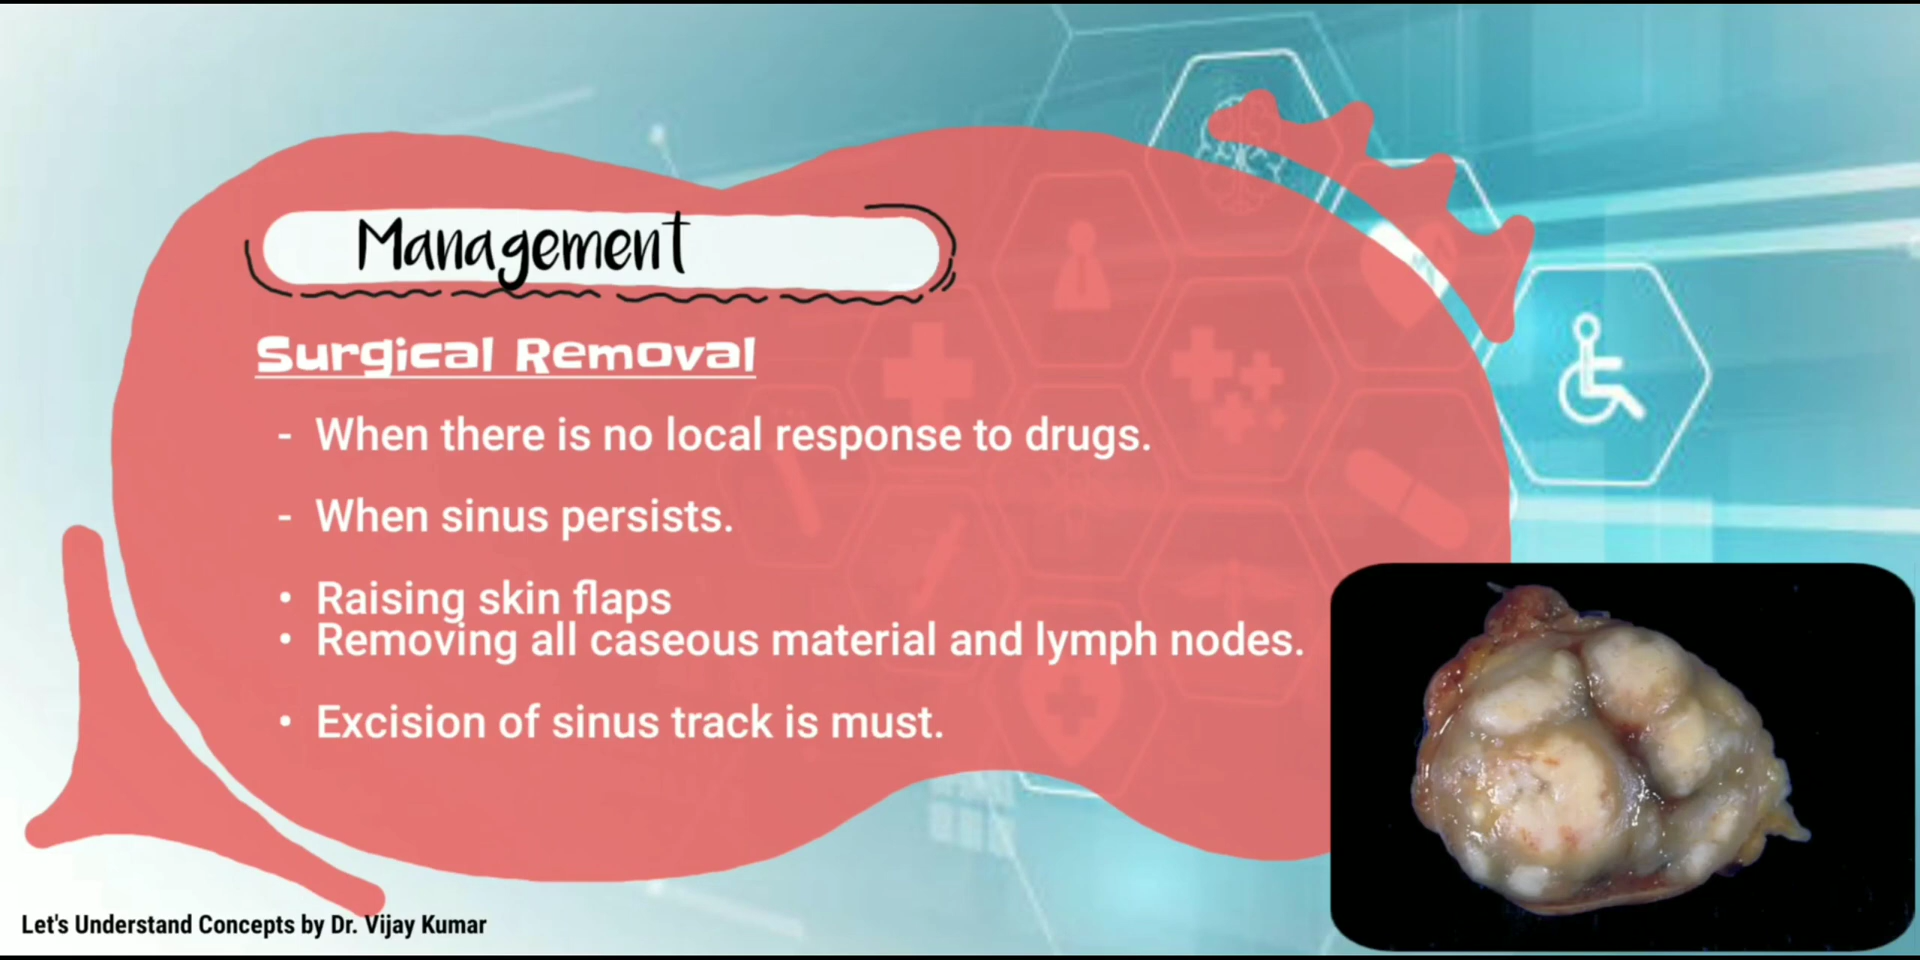 Management
Surgical Removal
- When there is no local response to drugs.
- When sinus persists.
• Raising skin flaps
• Removing all caseous material and lymph nodes.
• Excision of sinus track is must.
Let's Understand Concepts by Dr. Vijay Kumar